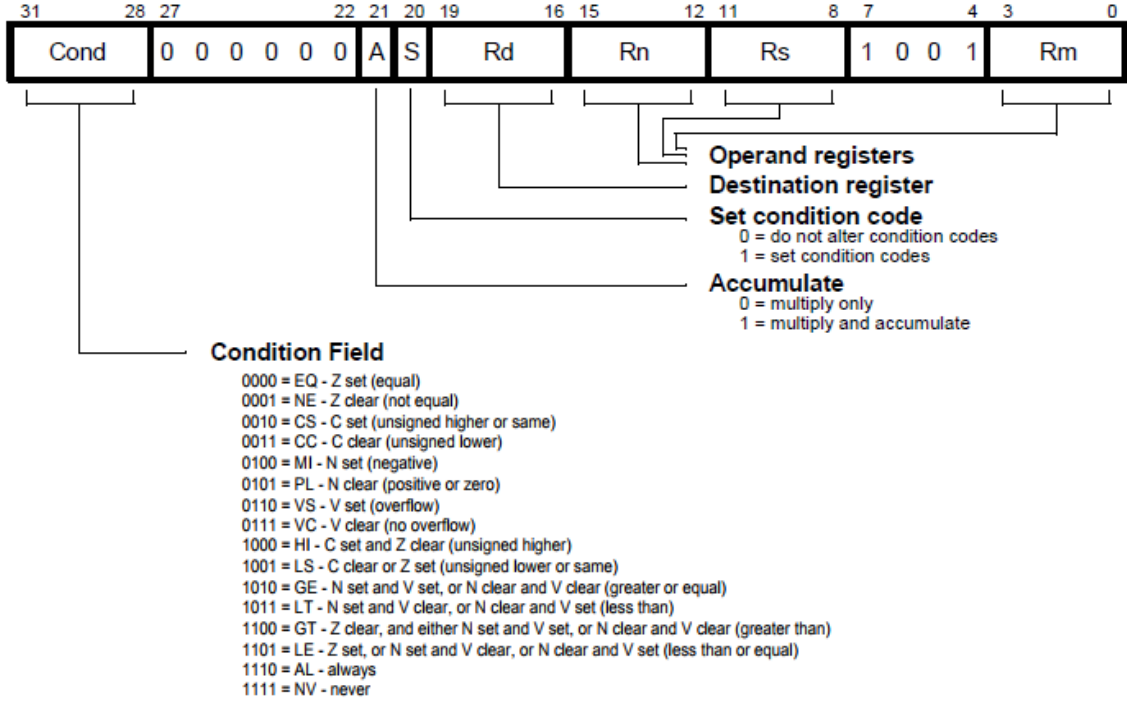 31 28 27 22 21 20 19 16 15 12 11 8 7 4 3 0
Cond 0 0 0 0 0 0 A S Rd Rn Rs 1 0 0 1 Rm
Operand registers
Destination register
Set condition code
0 = do not alter condition codes
1 = set condition codes
Accumulate
0 = multiply only
1 = multiply and accumulate
Condition Field
0000 = EQ - Z set (equal)
0001 = NE - Z clear (not equal)
0010 = CS - C set (unsigned higher or same)
0011 = CC - C clear (unsigned lower)
0100 = MI - N set (negative)
0101 = PL - N clear (positive or zero)
0110 = VS - V set (overflow)
0111 = VC - V clear (no overflow)
1000 = HI - C set and Z clear (unsigned higher)
1001 = LS - C clear or Z set (unsigned lower or same)
1010 = GE - N set and V set, or N clear and V clear (greater or equal)
1011 = LT - N set and V clear, or N clear and V set (less than)
1100 = GT - Z clear, and either N set and V set, or N clear and V clear (greater than)
1101 = LE - Z set, or N set and V clear, or N clear and V set (less than or equal)
1110 = AL - always
1111 = NV - never